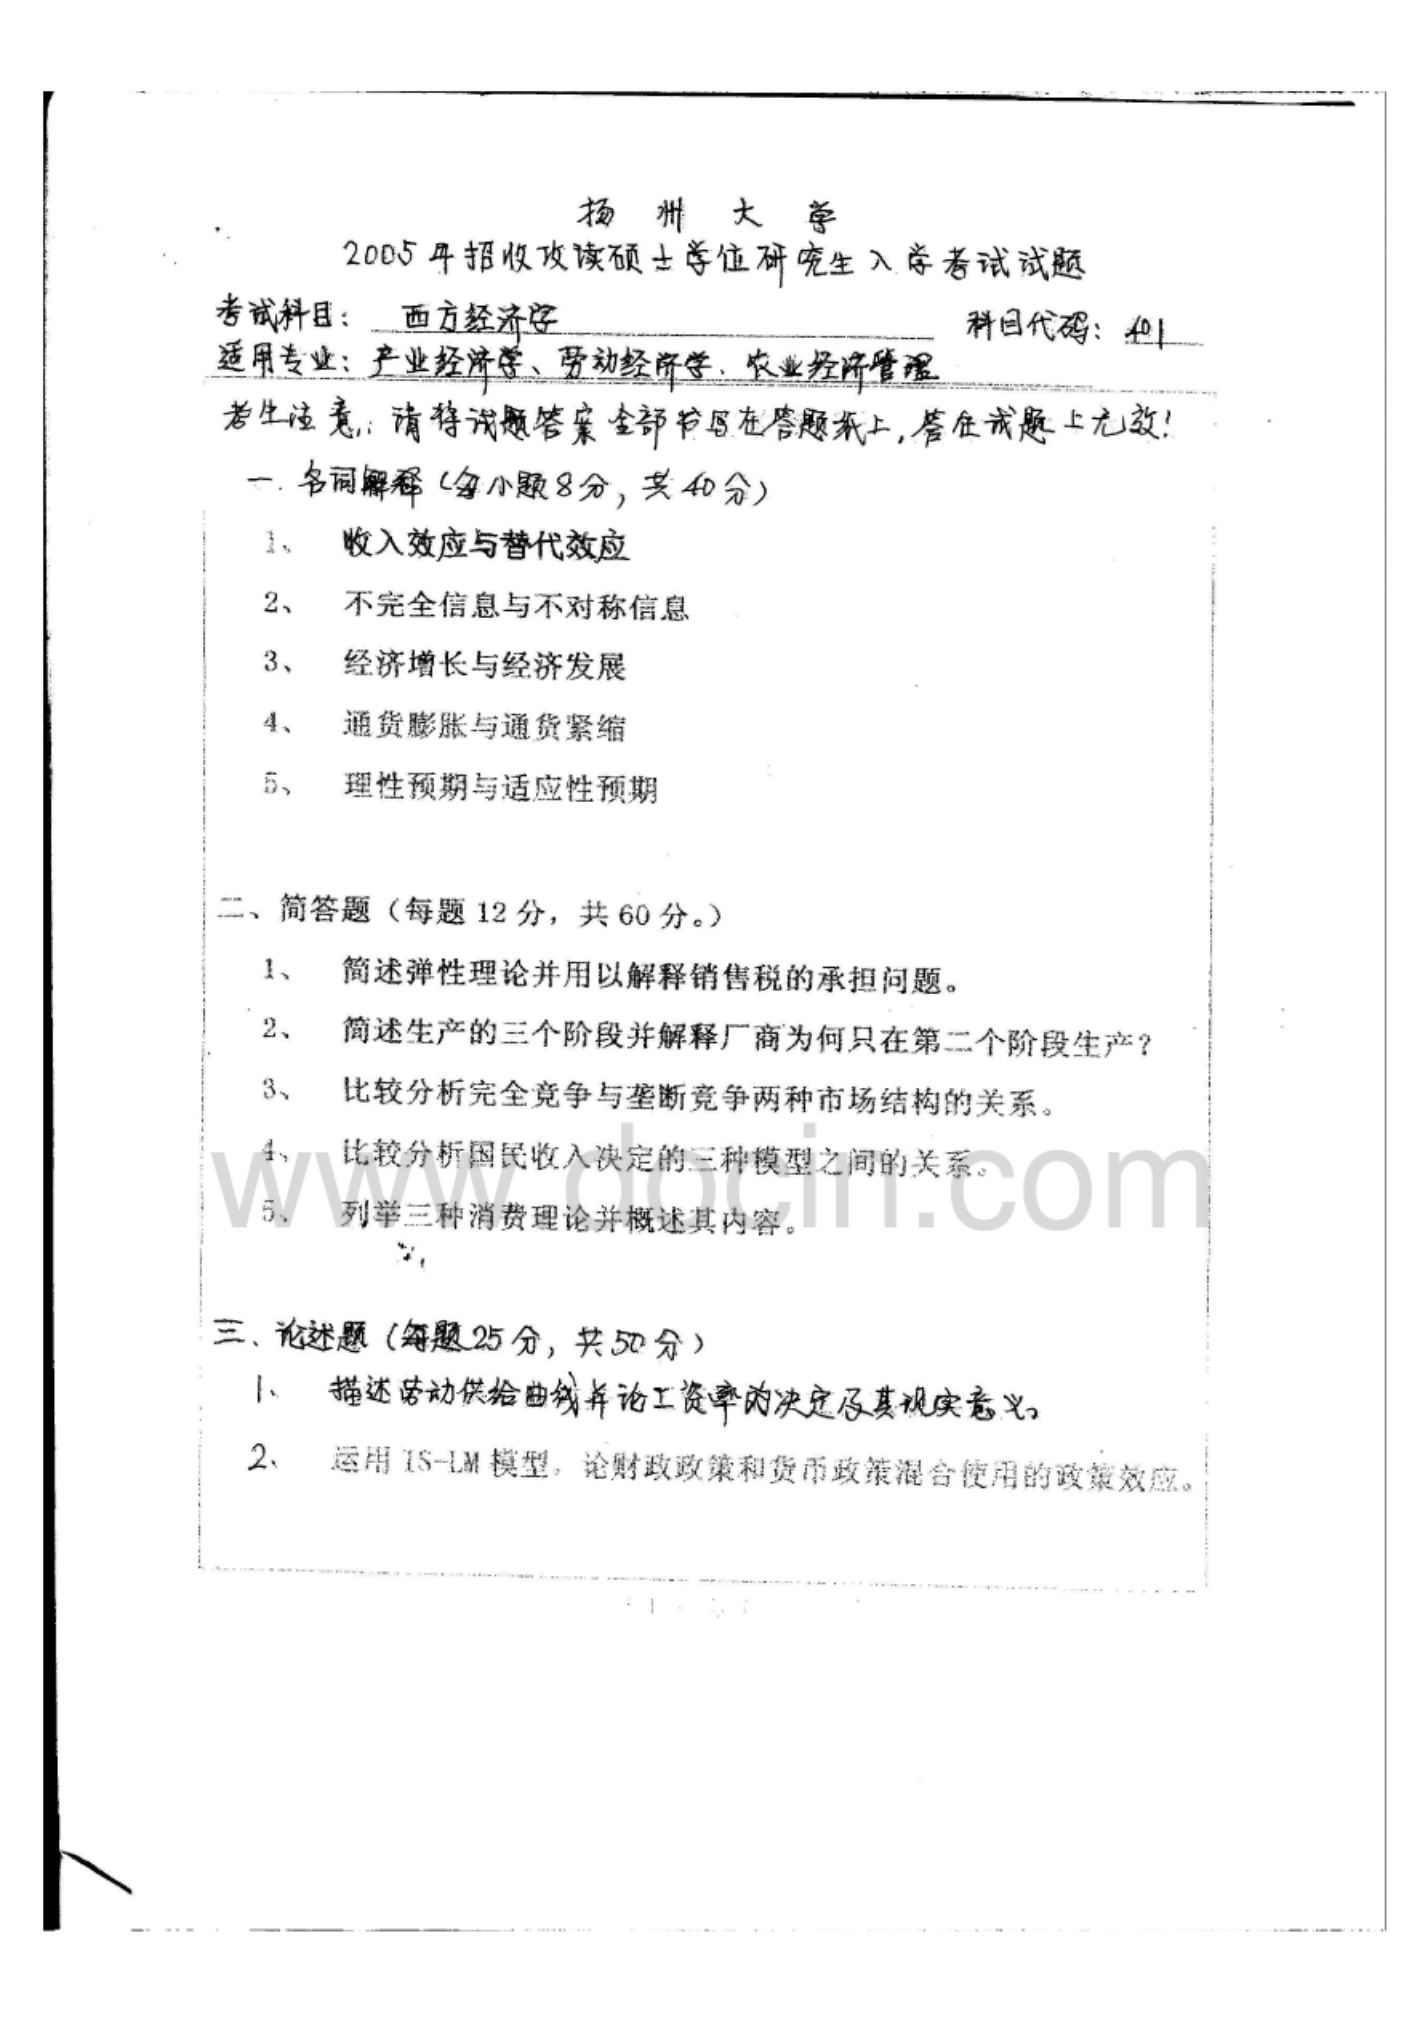 扬州大学
2005年招收攻读硕士学位研究生入学考试试题
考试科目：西方经济学 科目代码：401
适用专业：产业经济学、劳动经济学、农业经济管理
考生注意：请将试题答案全部书写在答题纸上，答在试题上无效！
一、名词解释（每小题8分，共40分）
1、 收入效应与替代效应
2、 不完全信息与不对称信息
3、 经济增长与经济发展
4、 通货膨胀与通货紧缩
5、 理性预期与适应性预期
二、简答题（每题12分，共60分。）
1、 简述弹性理论并用以解释销售税的承担问题。
2、 简述生产的三个阶段并解释厂商为何只在第二个阶段生产？
3、 比较分析完全竞争与垄断竞争两种市场结构的关系。
4、 比较分析国民收入决定的三种模型之间的关系。
www.docin.com
5、 列举三种消费理论并概述其内容。
三、论述题（每题25分，共50分）
1、 描述劳动供给曲线并论工资率的决定及其现实意义。
2、 运用IS-LM模型，论财政政策和货币政策混合使用的政策效应。